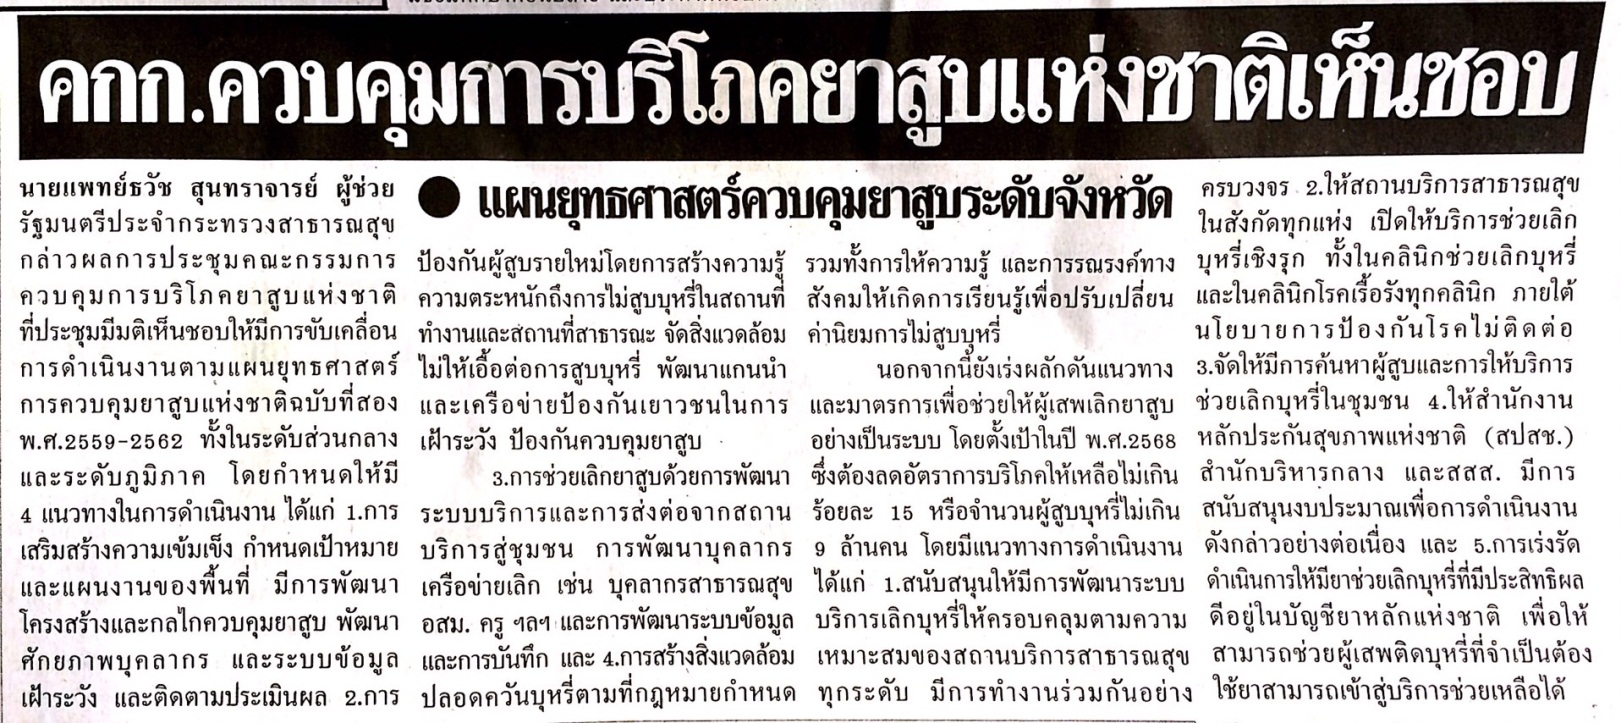 คกก.ควบคุมการบริโภคยาสูบแห่งชาติเห็นชอบ
● แผนยุทธศาสตร์ควบคุมยาสูบระดับจังหวัด
นายแพทย์ธวัช สุนทราจารย์ ผู้ช่วย
รัฐมนตรีประจำกระทรวงสาธารณสุข
กล่าวผลการประชุมคณะกรรมการ
ควบคุมการบริโภคยาสูบแห่งชาติ
ที่ประชุมมีมติเห็นชอบให้มีการขับเคลื่อน
การดำเนินงานตามแผนยุทธศาสตร์
การควบคุมยาสูบแห่งชาติฉบับที่สอง
พ.ศ.2559-2562 ทั้งในระดับส่วนกลาง
และระดับภูมิภาค โดยกำหนดให้มี
4 แนวทางในการดำเนินงาน ได้แก่ 1.การ
เสริมสร้างความเข้มเข็ง กำหนดเป้าหมาย
และแผนงานของพื้นที่ มีการพัฒนา
โครงสร้างและกลไกควบคุมยาสูบ พัฒนา
ศักยภาพบุคลากร และระบบข้อมูล
เฝ้าระวัง และติดตามประเมินผล 2.การ
ป้องกันผู้สูบรายใหม่โดยการสร้างความรู้
ความตระหนักถึงการไม่สูบบุหรี่ในสถานที่
ทำงานและสถานที่สาธารณะ จัดสิ่งแวดล้อม
ไม่ให้เอื้อต่อการสูบบุหรี่ พัฒนาแกนนำ
และเครือข่ายป้องกันเยาวชนในการ
เฝ้าระวัง ป้องกันควบคุมยาสูบ
3.การช่วยเลิกยาสูบด้วยการพัฒนา
ระบบบริการและการส่งต่อจากสถาน
บริการสู่ชุมชน การพัฒนาบุคลากร
เครือข่ายเลิก เช่น บุคลากรสาธารณสุข
อสม. ครู ฯลฯ และการพัฒนาระบบข้อมูล
และการบันทึก และ 4.การสร้างสิ่งแวดล้อม
ปลอดควันบุหรี่ตามที่กฎหมายกำหนด
รวมทั้งการให้ความรู้ และการรณรงค์ทาง
สังคมให้เกิดการเรียนรู้เพื่อปรับเปลี่ยน
ค่านิยมการไม่สูบบุหรี่
นอกจากนี้ยังเร่งผลักดันแนวทาง
และมาตรการเพื่อช่วยให้ผู้เสพเลิกยาสูบ
อย่างเป็นระบบ โดยตั้งเป้าในปี พ.ศ.2568
ซึ่งต้องลดอัตราการบริโภคให้เหลือไม่เกิน
ร้อยละ 15 หรือจำนวนผู้สูบบุหรี่ไม่เกิน
9 ล้านคน โดยมีแนวทางการดำเนินงาน
ได้แก่ 1.สนับสนุนให้มีการพัฒนาระบบ
บริการเลิกบุหรี่ให้ครอบคลุมตามความ
เหมาะสมของสถานบริการสาธารณสุข
ทุกระดับ มีการทำงานร่วมกันอย่าง
ครบวงจร 2.ให้สถานบริการสาธารณสุข
ในสังกัดทุกแห่ง เปิดให้บริการช่วยเลิก
บุหรี่เชิงรุก ทั้งในคลินิกช่วยเลิกบุหรี่
และในคลินิกโรคเรื้อรังทุกคลินิก ภายใต้
นโยบายการป้องกันโรคไม่ติดต่อ
3.จัดให้มีการค้นหาผู้สูบและการให้บริการ
ช่วยเลิกบุหรี่ในชุมชน 4.ให้สำนักงาน
หลักประกันสุขภาพแห่งชาติ (สปสช.)
สำนักบริหารกลาง และสสส. มีการ
สนับสนุนงบประมาณเพื่อการดำเนินงาน
ดังกล่าวอย่างต่อเนื่อง และ 5.การเร่งรัด
ดำเนินการให้มียาช่วยเลิกบุหรี่ที่มีประสิทธิผล
ดีอยู่ในบัญชียาหลักแห่งชาติ เพื่อให้
สามารถช่วยผู้เสพติดบุหรี่ที่จำเป็นต้อง
ใช้ยาสามารถเข้าสู่บริการช่วยเหลือได้